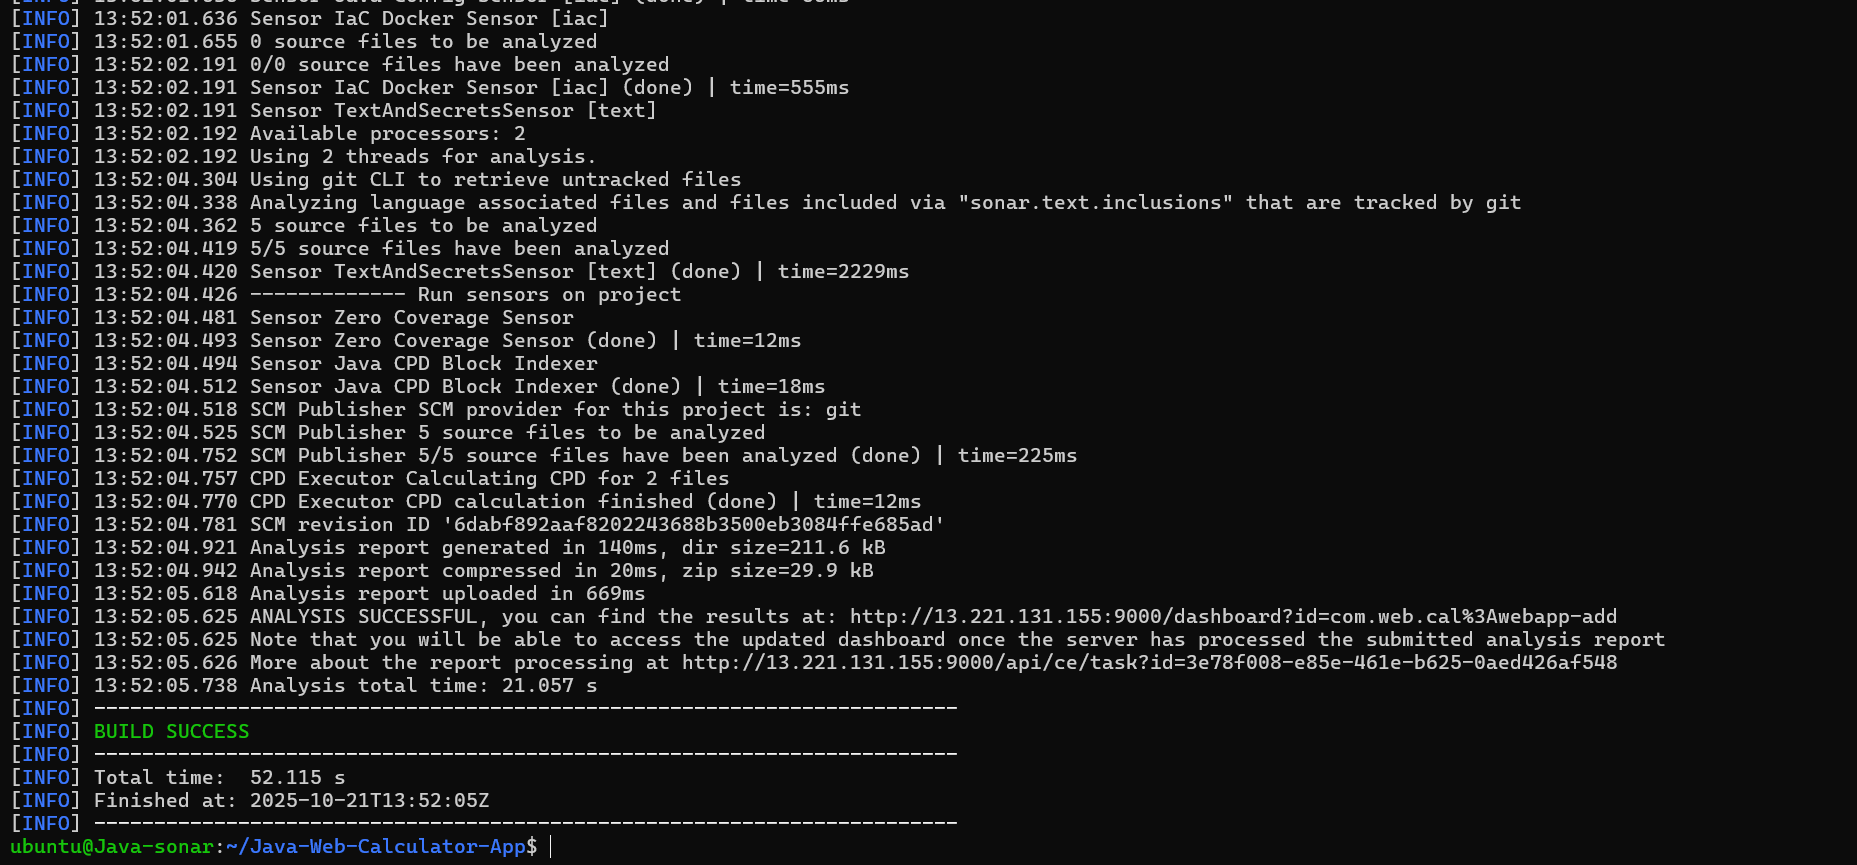 [INFO] 13:52:01.636 Sensor IaC Docker Sensor [iac]
[INFO] 13:52:01.655 0 source files to be analyzed
[INFO] 13:52:02.191 0/0 source files have been analyzed
[INFO] 13:52:02.191 Sensor IaC Docker Sensor [iac] (done) | time=555ms
[INFO] 13:52:02.191 Sensor TextAndSecretsSensor [text]
[INFO] 13:52:02.192 Available processors: 2
[INFO] 13:52:02.192 Using 2 threads for analysis.
[INFO] 13:52:04.304 Using git CLI to retrieve untracked files
[INFO] 13:52:04.338 Analyzing language associated files and files included via "sonar.text.inclusions" that are tracked by git
[INFO] 13:52:04.362 5 source files to be analyzed
[INFO] 13:52:04.419 5/5 source files have been analyzed
[INFO] 13:52:04.420 Sensor TextAndSecretsSensor [text] (done) | time=2229ms
[INFO] 13:52:04.426 ------------- Run sensors on project
[INFO] 13:52:04.481 Sensor Zero Coverage Sensor
[INFO] 13:52:04.493 Sensor Zero Coverage Sensor (done) | time=12ms
[INFO] 13:52:04.494 Sensor Java CPD Block Indexer
[INFO] 13:52:04.512 Sensor Java CPD Block Indexer (done) | time=18ms
[INFO] 13:52:04.518 SCM Publisher SCM provider for this project is: git
[INFO] 13:52:04.525 SCM Publisher 5 source files to be analyzed
[INFO] 13:52:04.752 SCM Publisher 5/5 source files have been analyzed (done) | time=225ms
[INFO] 13:52:04.757 CPD Executor Calculating CPD for 2 files
[INFO] 13:52:04.770 CPD Executor CPD calculation finished (done) | time=12ms
[INFO] 13:52:04.781 SCM revision ID '6dabf892aaf8202243688b3500eb3084ffe685ad'
[INFO] 13:52:04.921 Analysis report generated in 140ms, dir size=211.6 kB
[INFO] 13:52:04.942 Analysis report compressed in 20ms, zip size=29.9 kB
[INFO] 13:52:05.618 Analysis report uploaded in 669ms
[INFO] 13:52:05.625 ANALYSIS SUCCESSFUL, you can find the results at: http://13.221.131.155:9000/dashboard?id=com.web.cal%3Awebapp-add
[INFO] 13:52:05.625 Note that you will be able to access the updated dashboard once the server has processed the submitted analysis report
[INFO] 13:52:05.626 More about the report processing at http://13.221.131.155:9000/api/ce/task?id=3e78f008-e85e-461e-b625-0aed426af548
[INFO] 13:52:05.738 Analysis total time: 21.057 s
[INFO] ------------------------------------------------------------------------
[INFO] BUILD SUCCESS
[INFO] ------------------------------------------------------------------------
[INFO] Total time:  52.115 s
[INFO] Finished at: 2025-10-21T13:52:05Z
[INFO] ------------------------------------------------------------------------
ubuntu@Java-sonar:~/Java-Web-Calculator-App$